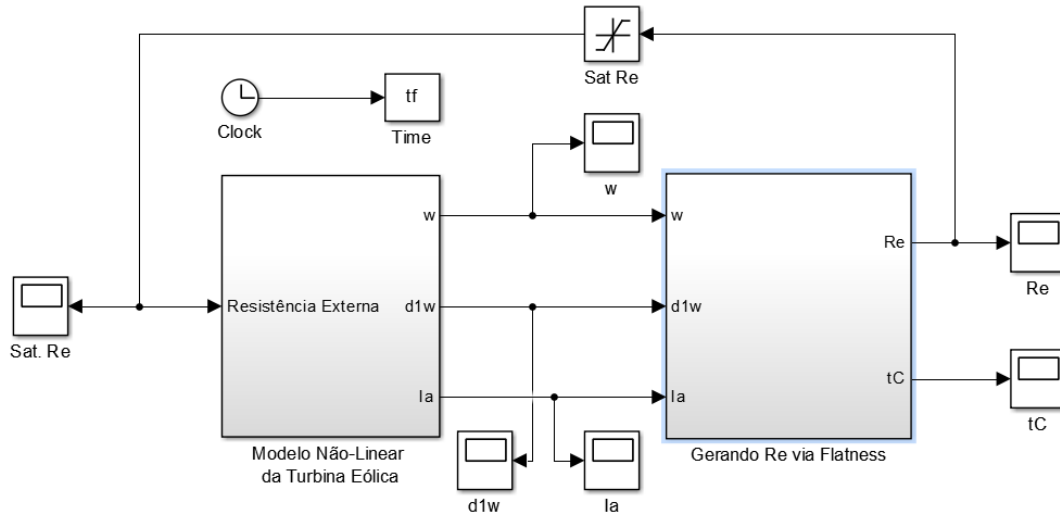 Sat Re
tf
Clock
Time
w
w
w
Re
Resistência Externa
d1w
d1w
Re
Sat. Re
Ia
Ia
tC
tC
Modelo Não-Linear
da Turbina Eólica
Gerando Re via Flatness
d1w
Ia